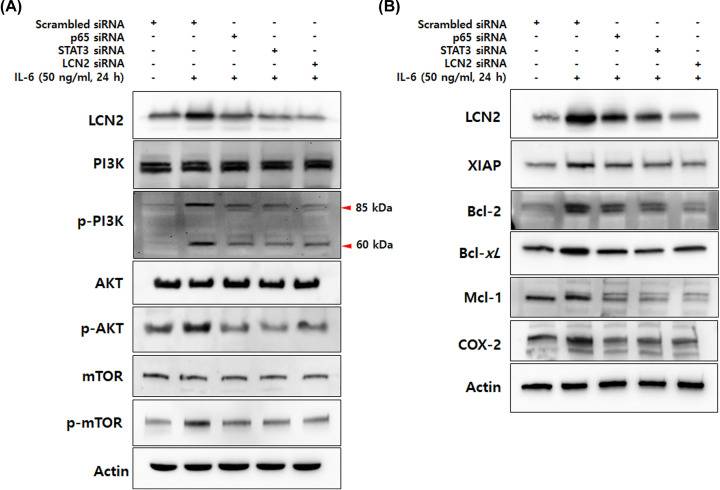 (A)
Scrambled siRNA + + - - -
p65 siRNA - - + - -
STAT3 siRNA - - - + -
LCN2 siRNA - - - - +
IL-6 (50 ng/ml, 24 h) - + + + +
LCN2
PI3K
p-PI3K
85 kDa
60 kDa
AKT
p-AKT
mTOR
p-mTOR
Actin
(B)
Scrambled siRNA + + - - -
p65 siRNA - - + - -
STAT3 siRNA - - - + -
LCN2 siRNA - - - - +
IL-6 (50 ng/ml, 24 h) - + + + +
LCN2
XIAP
Bcl-2
Bcl-xL
Mcl-1
COX-2
Actin